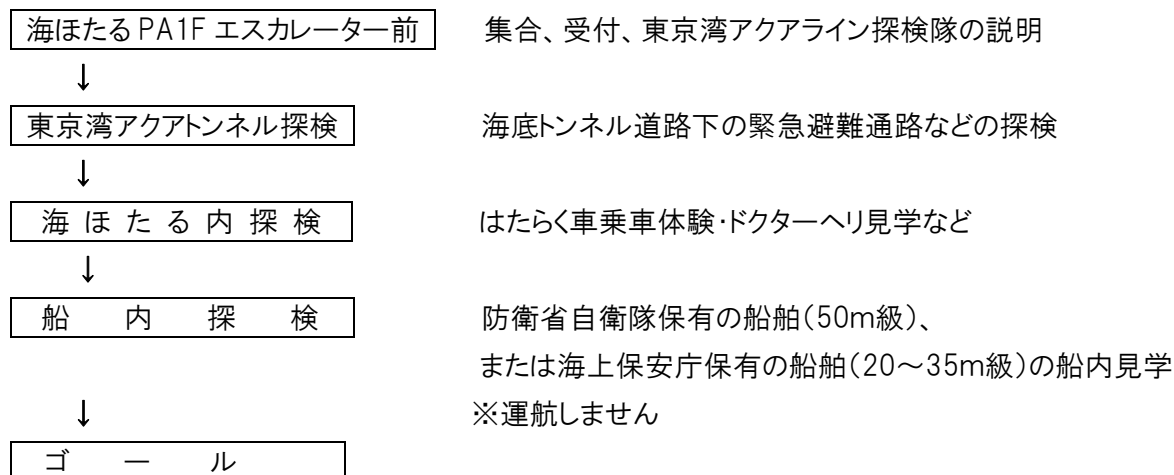 海ほたるPA1Fエスカレーター前 集合、受付、東京湾アクアライン探検隊の説明
↓
東京湾アクアトンネル探検 海底トンネル道路下の緊急避難通路などの探検
↓
海ほたる内探検 はたらく車乗車体験・ドクターヘリ見学など
↓
船内探検 防衛省自衛隊保有の船舶(50m級)、
または海上保安庁保有の船舶(20~35m級)の船内見学
↓ ※運航しません
ゴール